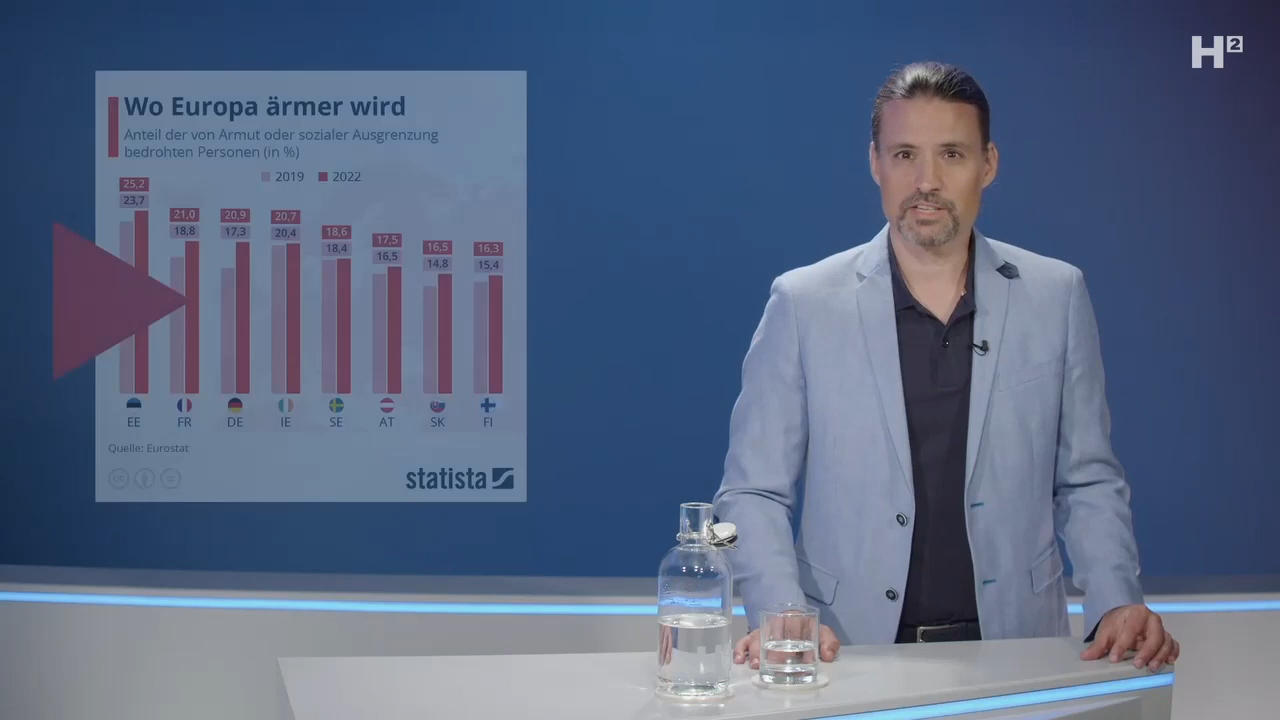 H2
Wo Europa ärmer wird
Anteil der von Armut oder sozialer Ausgrenzung
bedrohten Personen (in %)
2019 2022
25,2
23,7
21,0
18,8
20,9
17,3
20,7
20,4
18,6
18,4
17,5
16,5
16,5
14,8
16,3
15,4
EE FR DE IE SE AT SK FI
Quelle: Eurostat
statista